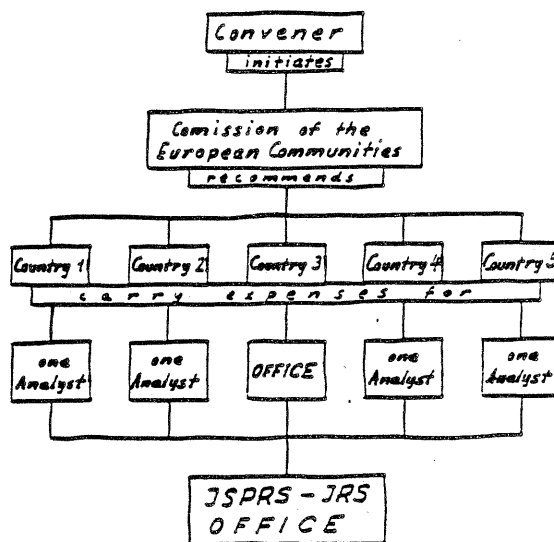 Convener
initiates
Comission of the
European Communities
recommends
Country 1 Country 2 Country 3 Country 4 Country 5
carry expenses for
one one OFFICE one one
Analyst Analyst Analyst Analyst
JSPRS-JRS
OFFICE